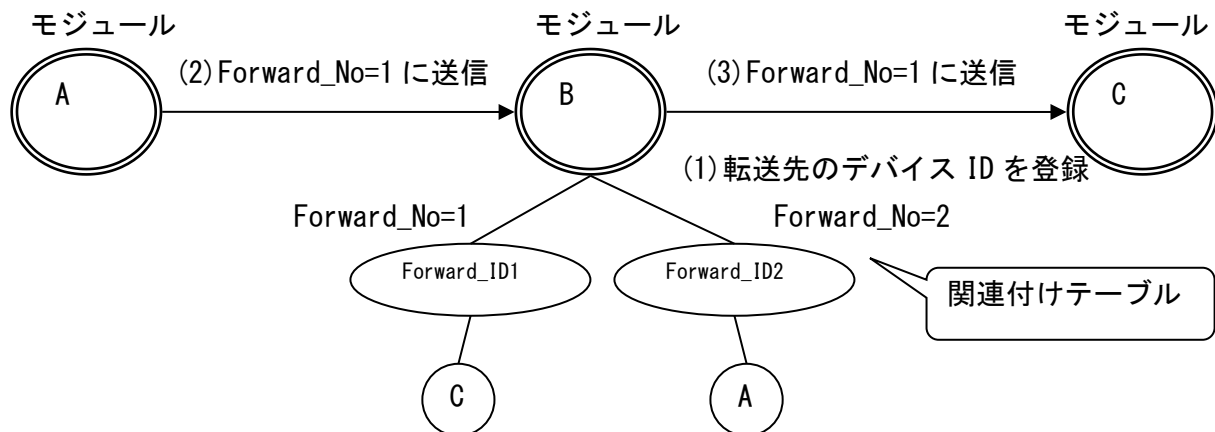 モジュール
モジュール
モジュール
A
(2)Forward_No=1 に送信
B
(3)Forward_No=1 に送信
C
(1)転送先のデバイス ID を登録
Forward_No=1
Forward_No=2
Forward_ID1
Forward_ID2
関連付けテーブル
C
A